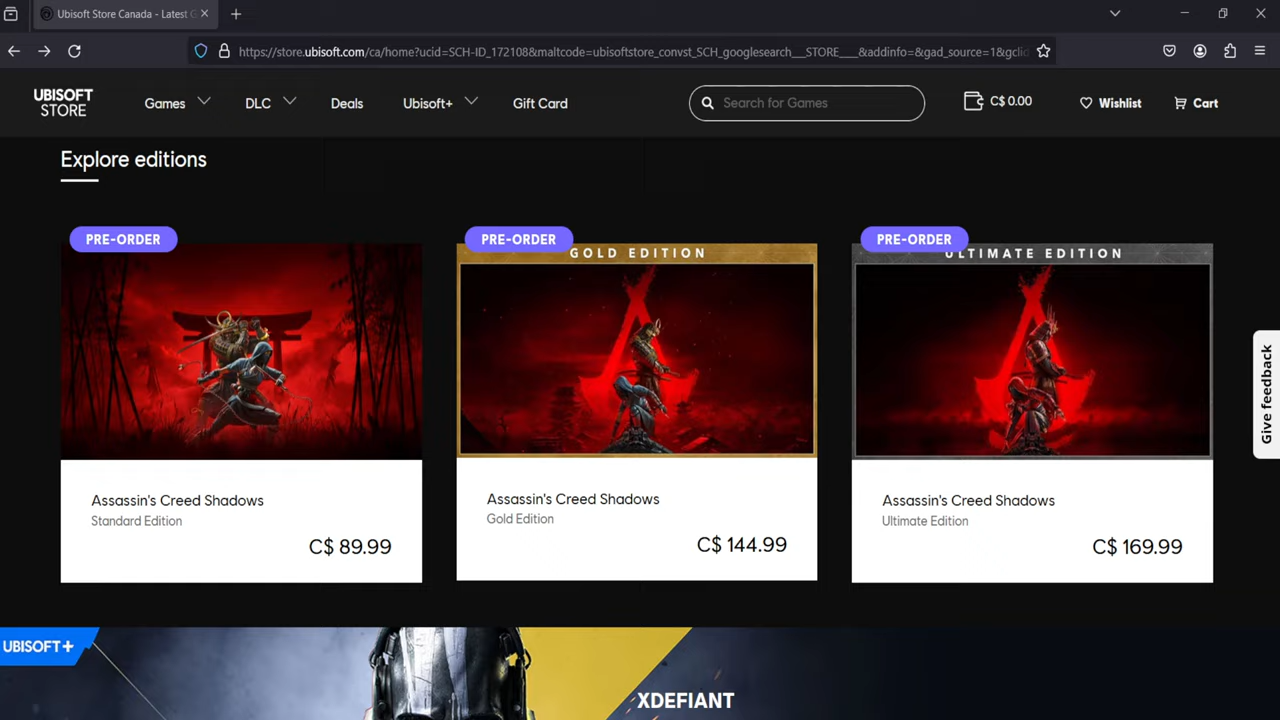 Ubisoft Store Canada - Latest G
https://store.ubisoft.com/ca/home?ucid=SCH-ID_172108&maltcode=ubisoftstore_convst_SCH_googlesearch___STORE____&addinfo=&gad_source=1&gclid
UBISOFT
STORE
Games
DLC
Deals
Ubisoft+
Gift Card
Search for Games
C$ 0.00
Wishlist
Cart
Explore editions
PRE-ORDER
PRE-ORDER
GOLD EDITION
PRE-ORDER
ULTIMATE EDITION
Give feedback
Assassin's Creed Shadows
Standard Edition
C$ 89.99
Assassin's Creed Shadows
Gold Edition
C$ 144.99
Assassin's Creed Shadows
Ultimate Edition
C$ 169.99
UBISOFT+
XDEFIANT